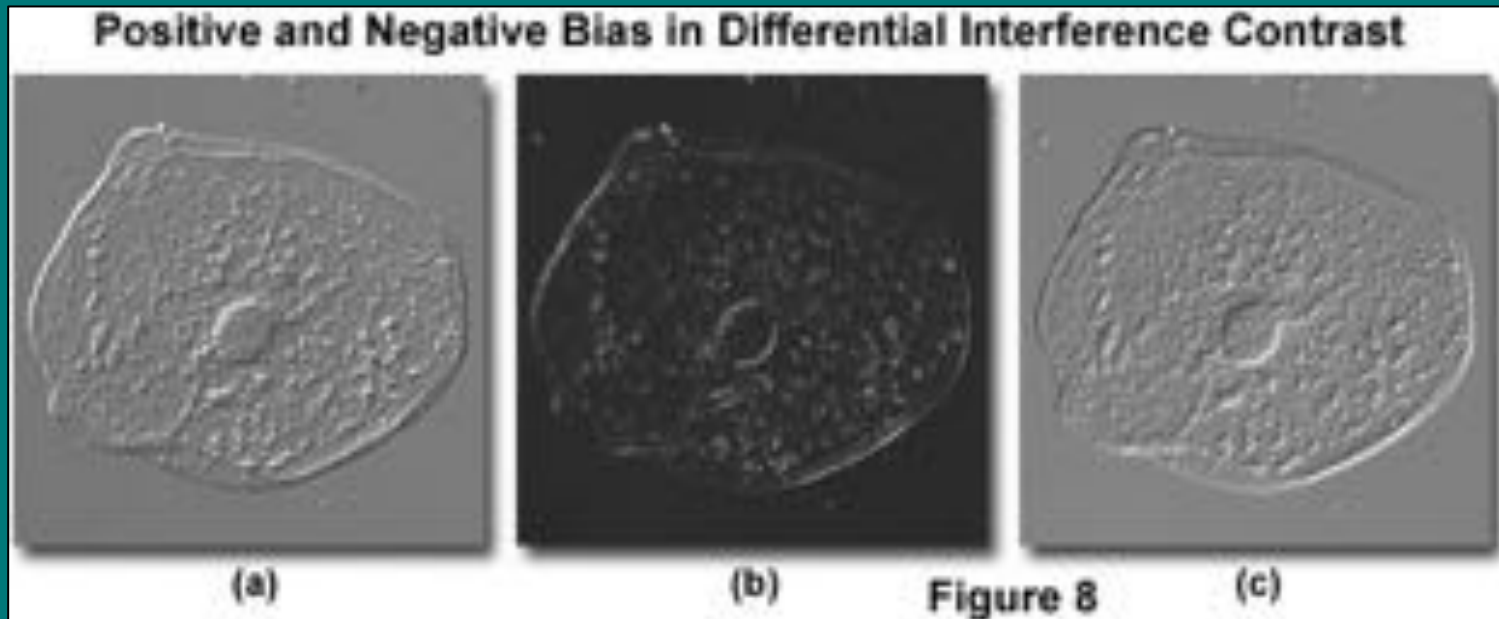 Positive and Negative Bias in Differential Interference Contrast
(a)
(b)
(c)
Figure 8